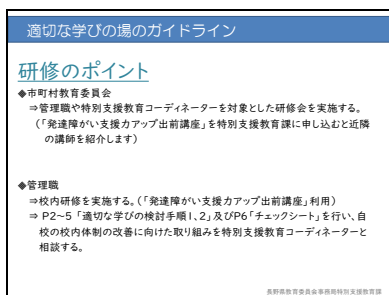 適切な学びの場のガイドライン
研修のポイント
◆市町村教育委員会
⇒管理職や特別支援教育コーディネーターを対象とした研修会を実施する。
（「発達障がい支援力アップ出前講座」を特別支援教育課に申し込むと近隣
の講師を紹介します）
◆管理職
⇒校内研修を実施する。（「発達障がい支援力アップ出前講座」利用）
⇒ P2～5「適切な学びの検討手順1、2」及びP6「チェックシート」を行い、自
校の校内体制の改善に向けた取り組みを特別支援教育コーディネーターと
相談する。
長野県教育委員会事務局特別支援教育課